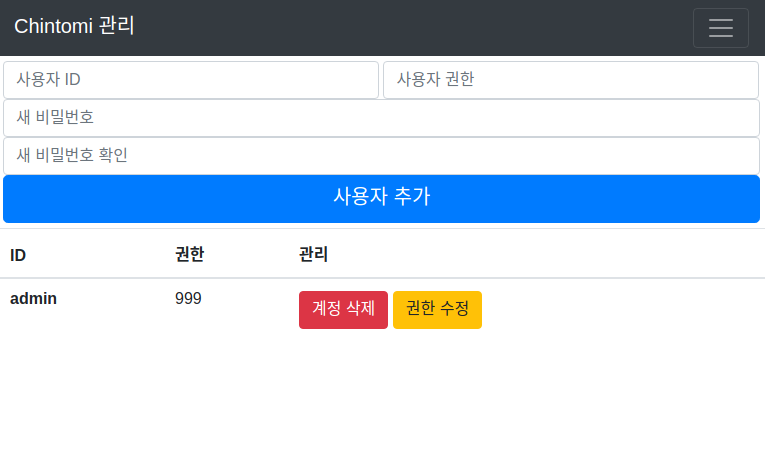 Chintomi 관리
사용자 ID 사용자 권한
새 비밀번호
새 비밀번호 확인
사용자 추가
ID 권한 관리
admin 999 계정 삭제 권한 수정